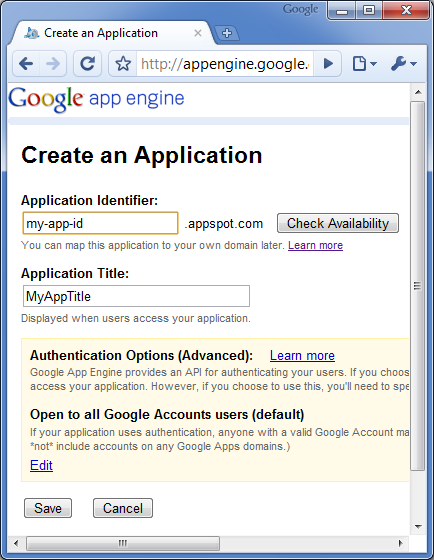 Google
Create an Application
http://appengine.google.
Google app engine
Create an Application
Application Identifier:
my-app-id .appspot.com Check Availability
You can map this application to your own domain later. Learn more
Application Title:
MyAppTitle
Displayed when users access your application.
Authentication Options (Advanced): Learn more
Google App Engine provides an API for authenticating your users. If you choos
access your application. However, if you choose to use this, you'll need to spe
Open to all Google Accounts users (default)
If your application uses authentication, anyone with a valid Google Account ma
*not* include accounts on any Google Apps domains.)
Edit
Save Cancel